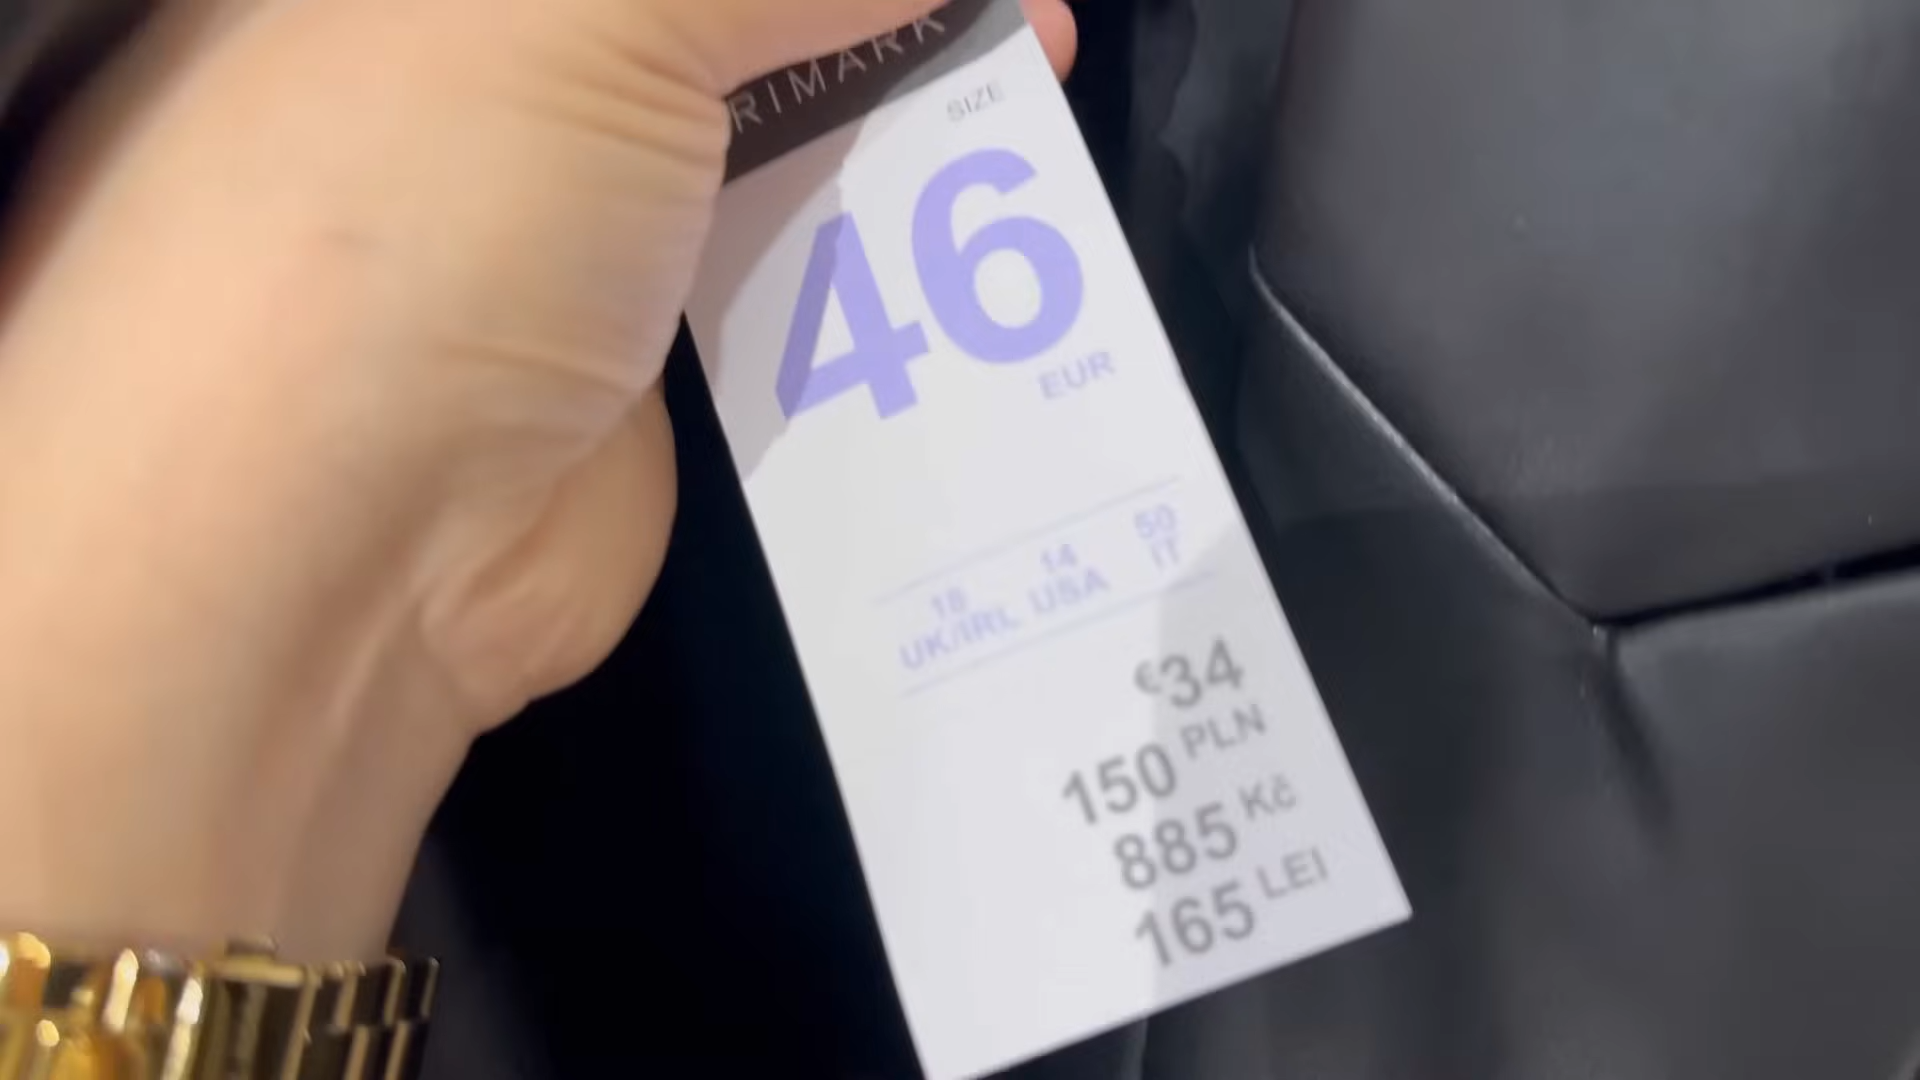 RIMARK
SIZE
46
EUR
18 14 50
UK/IRL USA IT
€34
150 PLN
885 Kč
165 LEI